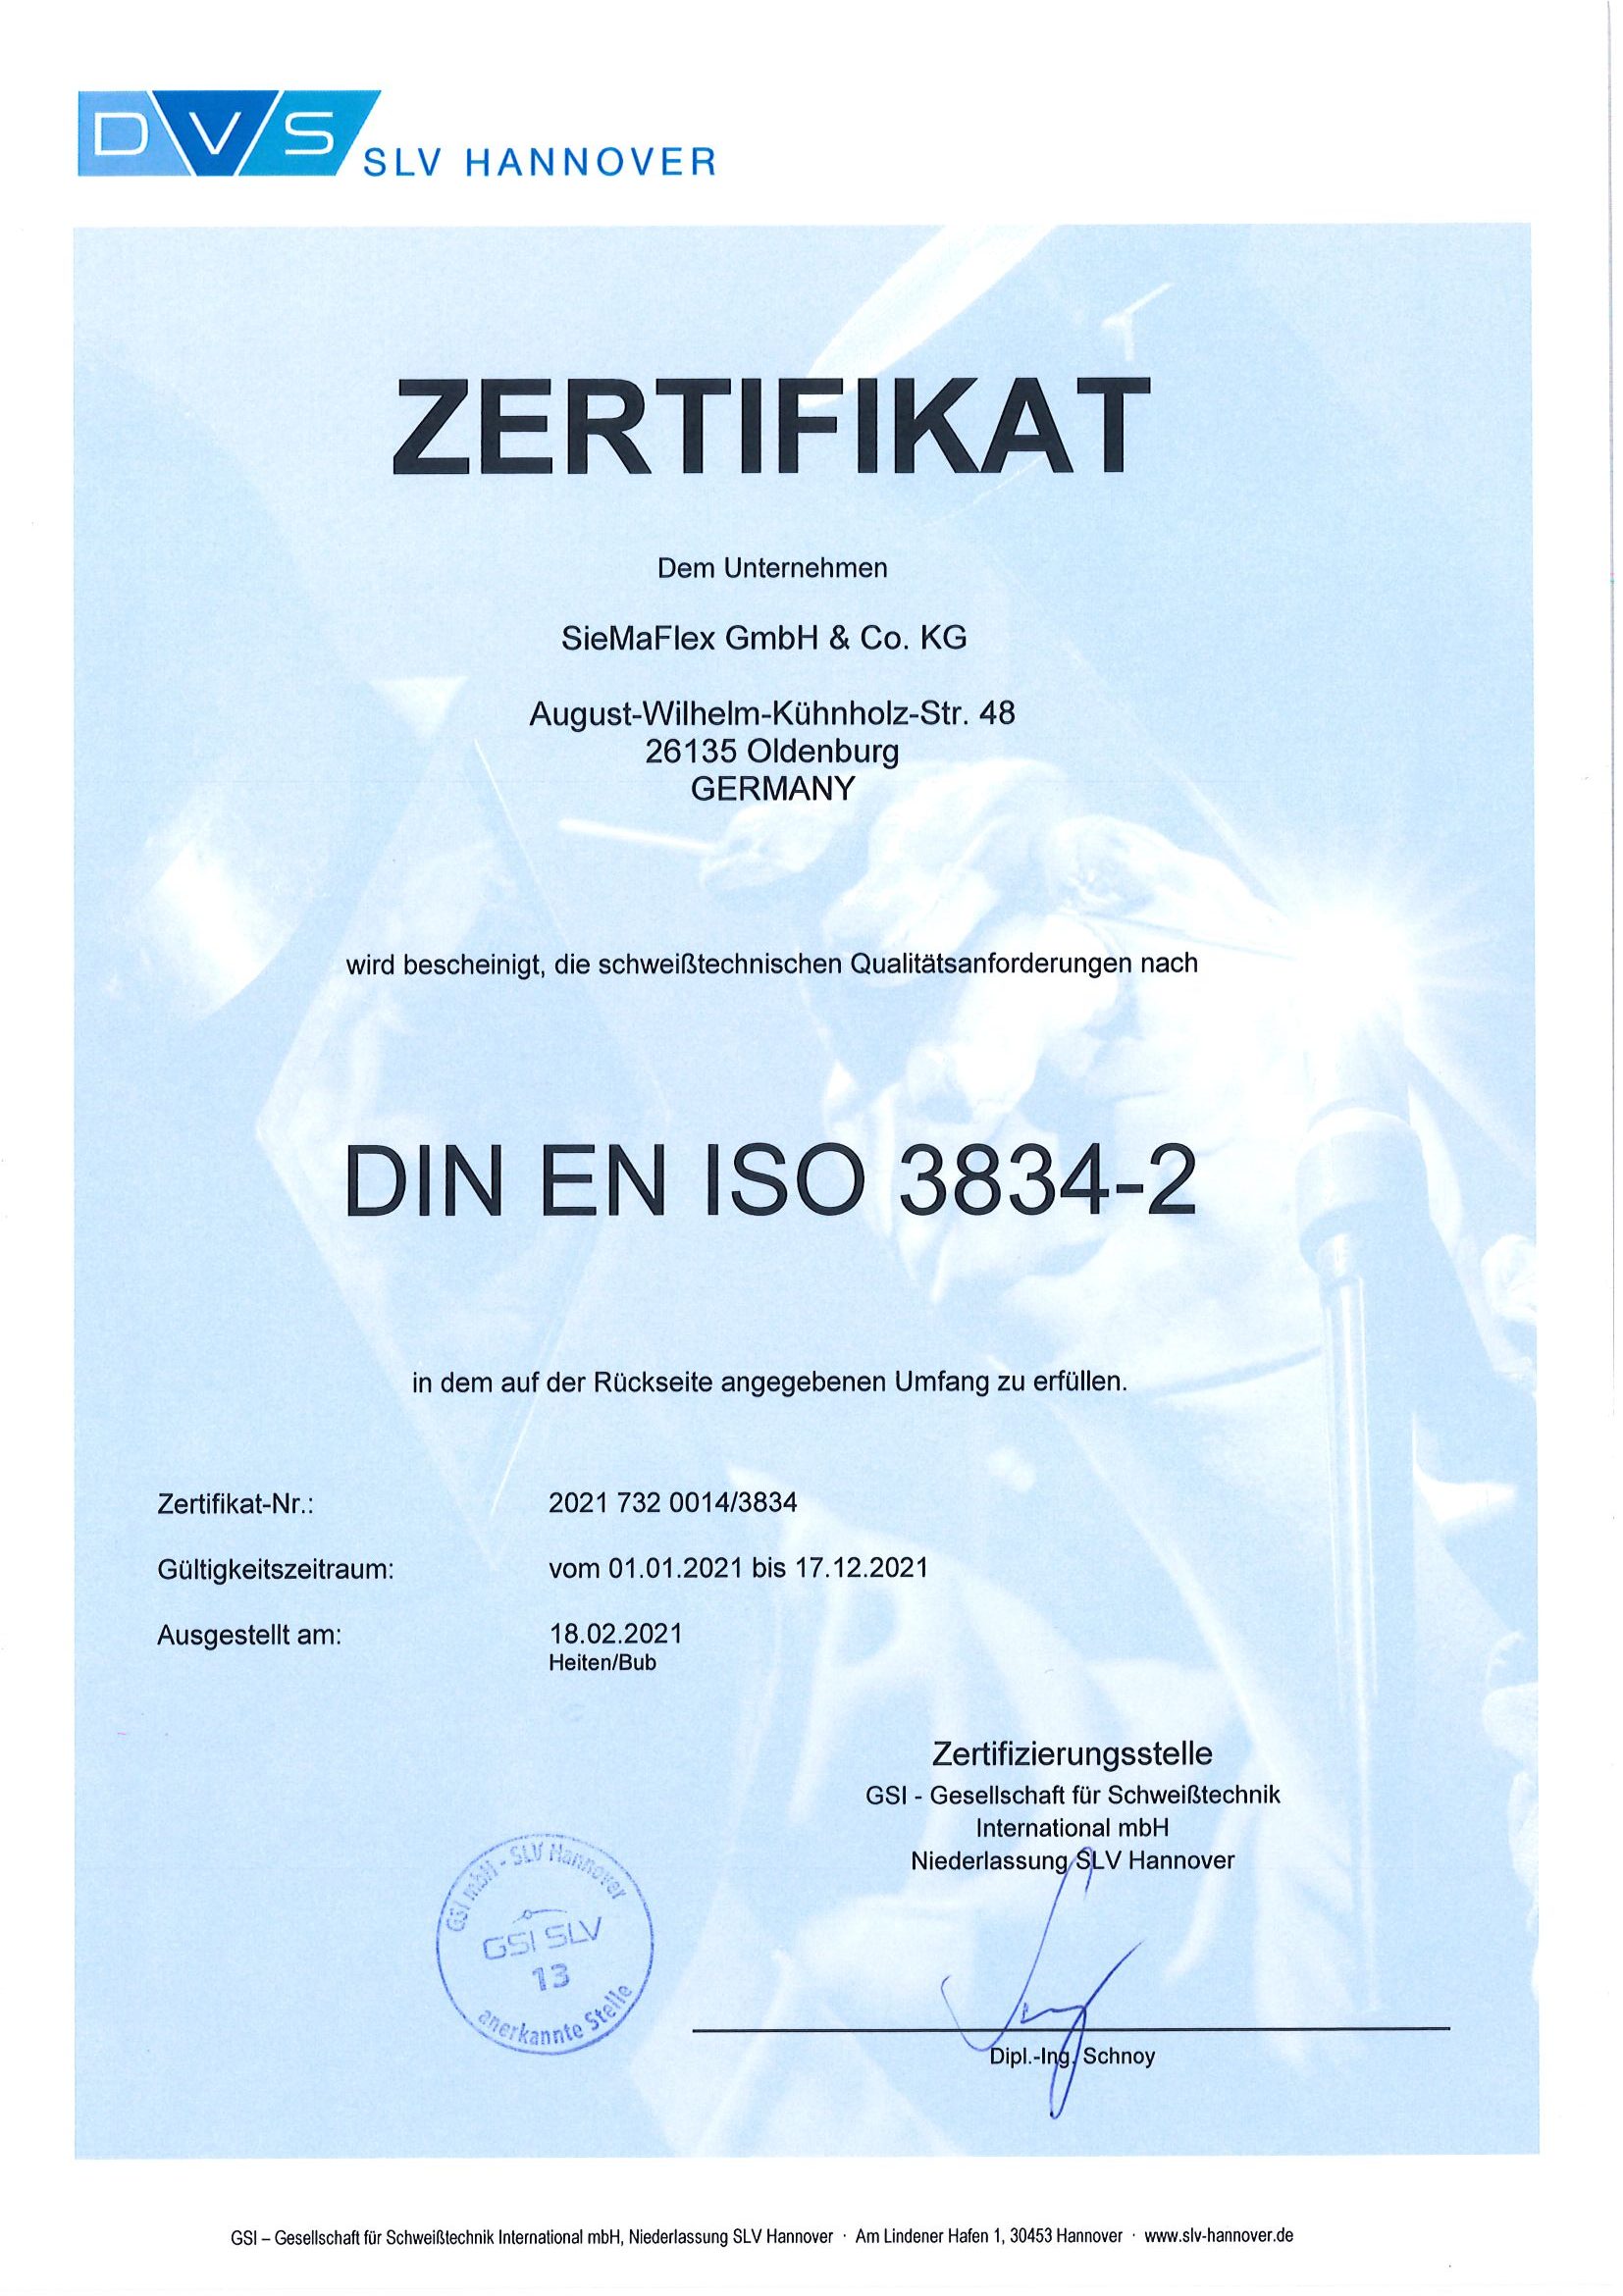 DVS SLV HANNOVER
ZERTIFIKAT
Dem Unternehmen
SieMaFlex GmbH & Co. KG
August-Wilhelm-Kühnholz-Str. 48
26135 Oldenburg
GERMANY
wird bescheinigt, die schweißtechnischen Qualitätsanforderungen nach
DIN EN ISO 3834-2
in dem auf der Rückseite angegebenen Umfang zu erfüllen.
Zertifikat-Nr.: 2021 732 0014/3834
Gültigkeitszeitraum: vom 01.01.2021 bis 17.12.2021
Ausgestellt am: 18.02.2021
Heiten/Bub
Zertifizierungsstelle
GSI - Gesellschaft für Schweißtechnik
International mbH
Niederlassung SLV Hannover
GSI mbH - SLV Hannover
GSI SLV
13
anerkannte Stelle
Dipl.-Ing. Schnoy
GSI – Gesellschaft für Schweißtechnik International mbH, Niederlassung SLV Hannover · Am Lindener Hafen 1, 30453 Hannover · www.slv-hannover.de